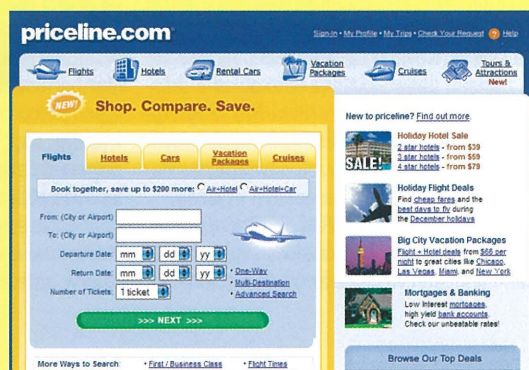 priceline.com
Sign-In • My Profile • My Trips • Check Your Request ? Help
Flights
Hotels
Rental Cars
Vacation
Packages
Cruises
Tours &
Attractions
New!
NEW!
Shop. Compare. Save.
Flights
Hotels
Cars
Vacation
Packages
Cruises
Book together, save up to $200 more: Air+Hotel Air+Hotel+Car
From: (City or Airport)
To: (City or Airport)
Departure Date: mm dd yy
Return Date: mm dd yy
Number of Tickets: 1 ticket
• One-Way
• Multi-Destination
• Advanced Search
>>> NEXT >>>
More Ways to Search:
• First / Business Class
• Flight Times
New to priceline? Find out more.
SALE!
Holiday Hotel Sale
2 star hotels - from $39
3 star hotels - from $59
4 star hotels - from $79
Holiday Flight Deals
Find cheap fares and the
best days to fly during
the December holidays
Big City Vacation Packages
Flight + Hotel deals from $66 per
night to great cities like Chicago,
Las Vegas, Miami, and New York
Mortgages & Banking
Low Interest mortgages,
high yield bank accounts.
Check our unbeatable rates!
Browse Our Top Deals